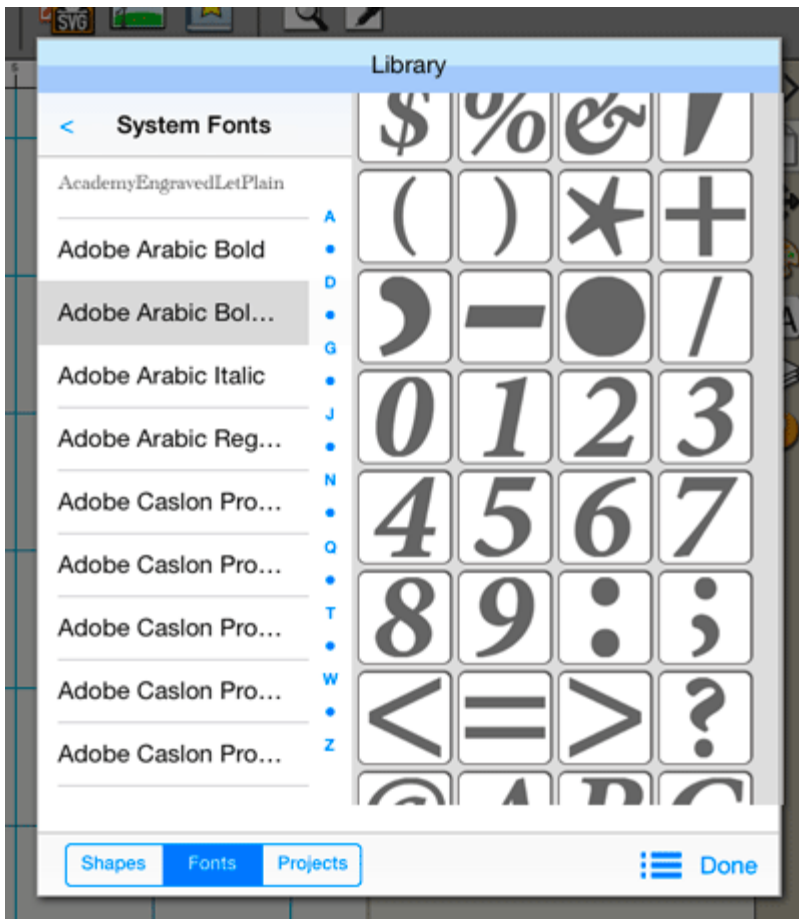 SVG
Library
< System Fonts
AcademyEngravedLetPlain
Adobe Arabic Bold
Adobe Arabic Bol...
Adobe Arabic Italic
Adobe Arabic Reg...
Adobe Caslon Pro...
Adobe Caslon Pro...
Adobe Caslon Pro...
Adobe Caslon Pro...
Adobe Caslon Pro...
A
D
G
J
N
Q
T
W
Z
$ % &
( ) * +
, - . /
0 1 2 3
4 5 6 7
8 9 : ;
< = > ?
@ A B C
Shapes Fonts Projects
Done